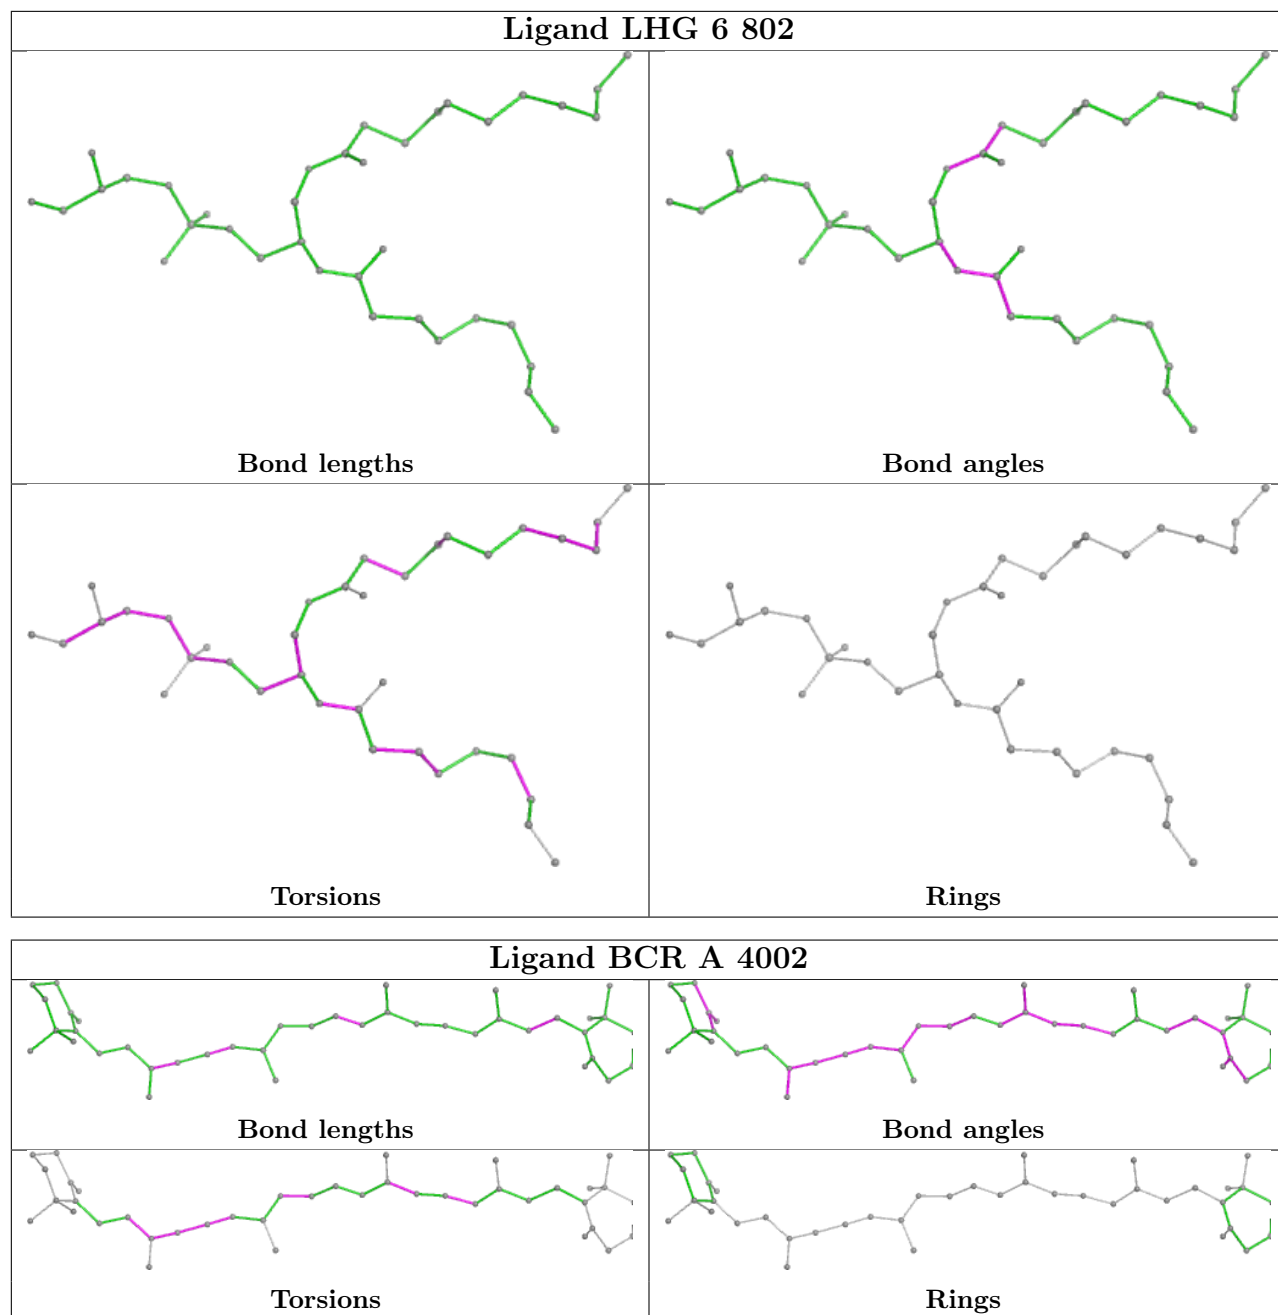 Ligand LHG 6 802
Bond lengths
Bond angles
Torsions
Rings
Ligand BCR A 4002
Bond lengths
Bond angles
Torsions
Rings